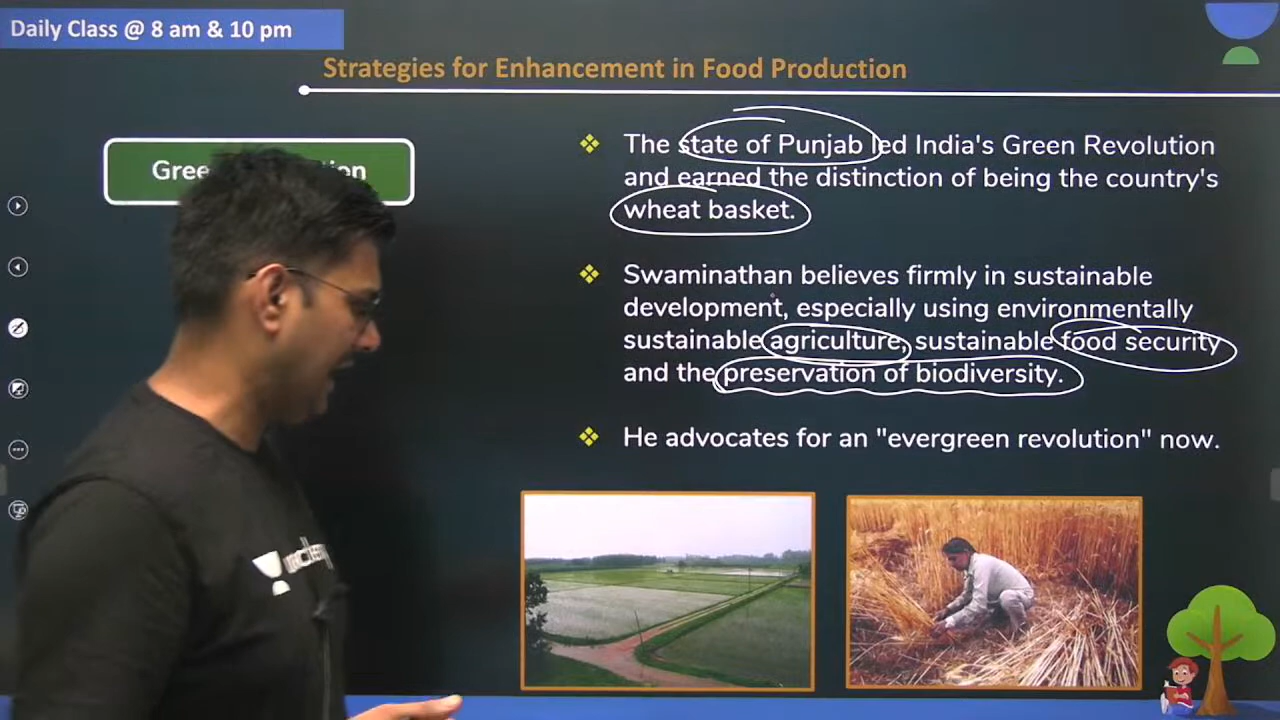 Daily Class @ 8 am & 10 pm
Strategies for Enhancement in Food Production
The state of Punjab led India's Green Revolution
and earned the distinction of being the country's
wheat basket.
Swaminathan believes firmly in sustainable
development, especially using environmentally
sustainable agriculture, sustainable food security
and the preservation of biodiversity.
He advocates for an "evergreen revolution" now.